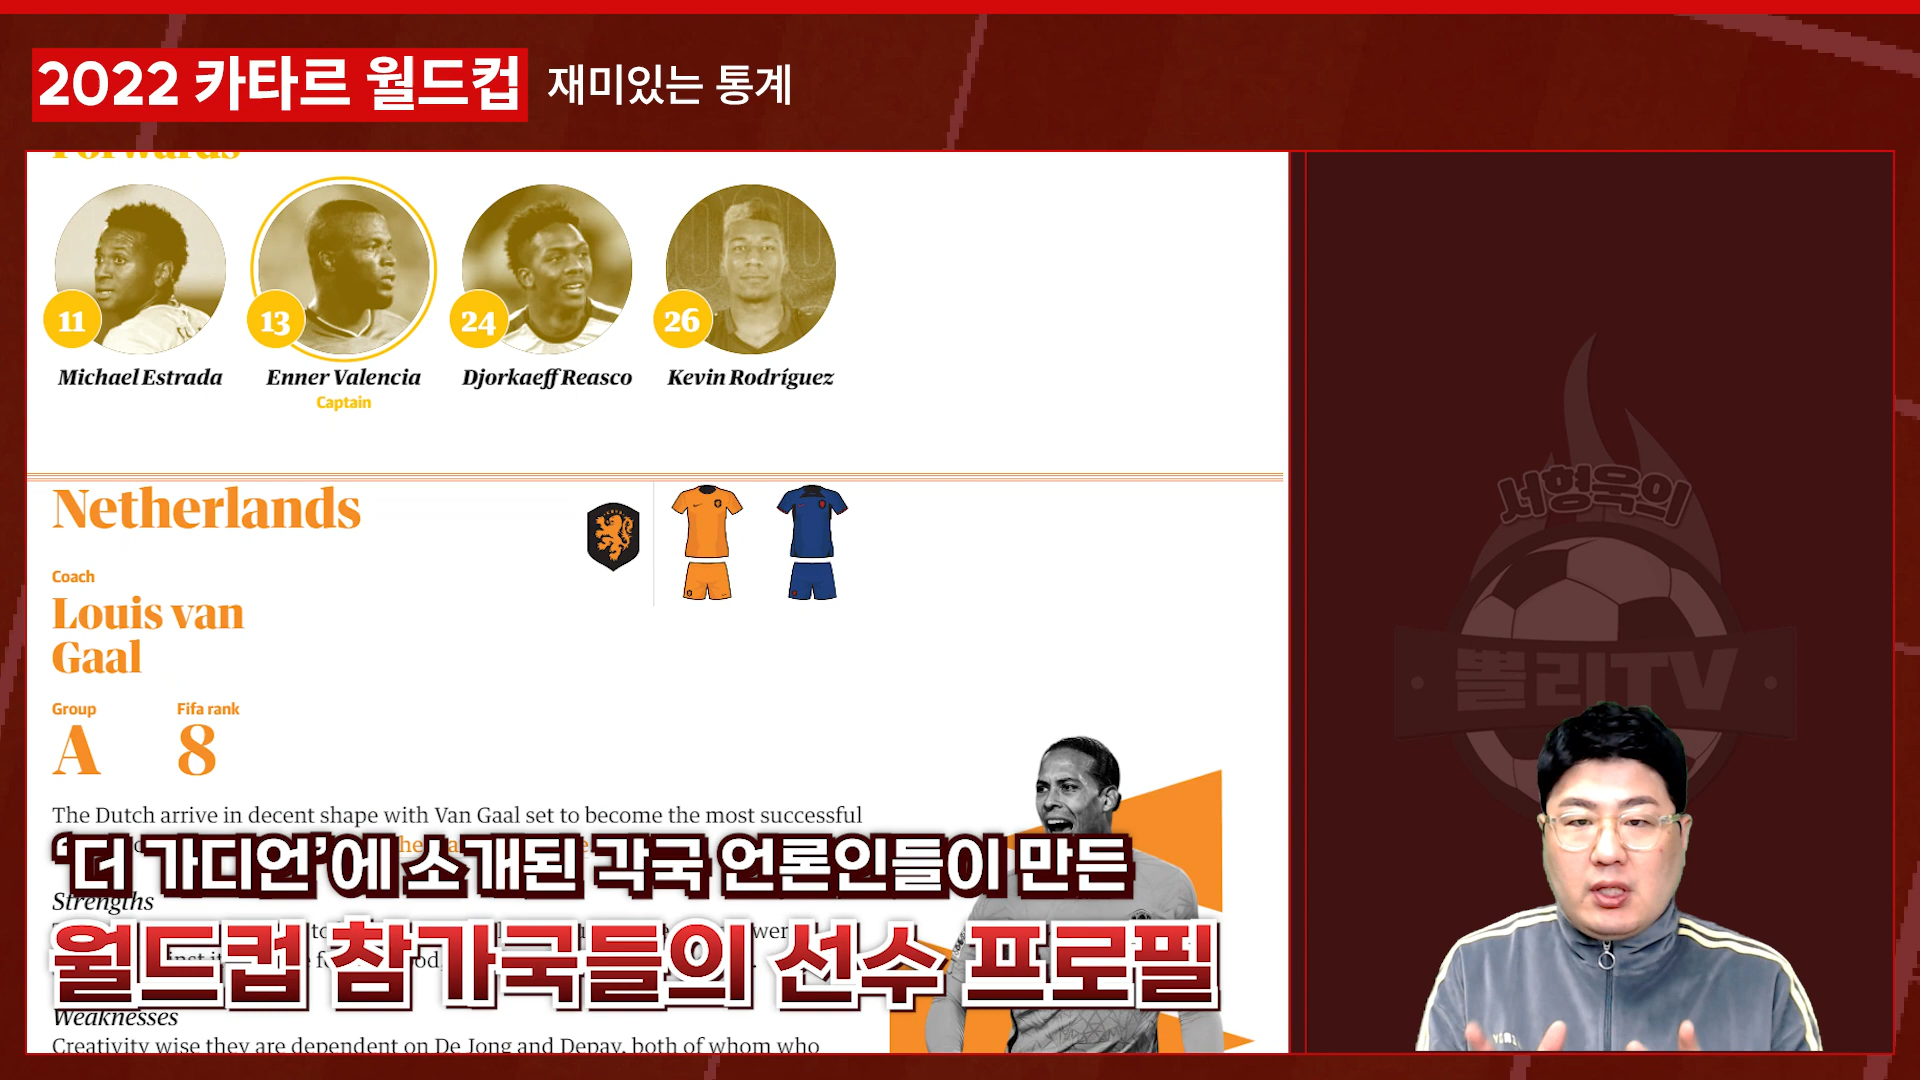 2022 카타르 월드컵 재미있는 통계
Forwards
11 13 24 26
Michael Estrada Enner Valencia Djorkaeff Reasco Kevin Rodríguez
Captain
Netherlands
Coach
Louis van
Gaal
Group Fifa rank
A 8
The Dutch arrive in decent shape with Van Gaal set to become the most successful
‘더 가디언’에 소개된 각국 언론인들이 만든
Strengths
월드컵 참가국들의 선수 프로필
Weaknesses
Creativity wise they are dependent on De Jong and Depay, both of whom who
서형욱의
뽈리TV